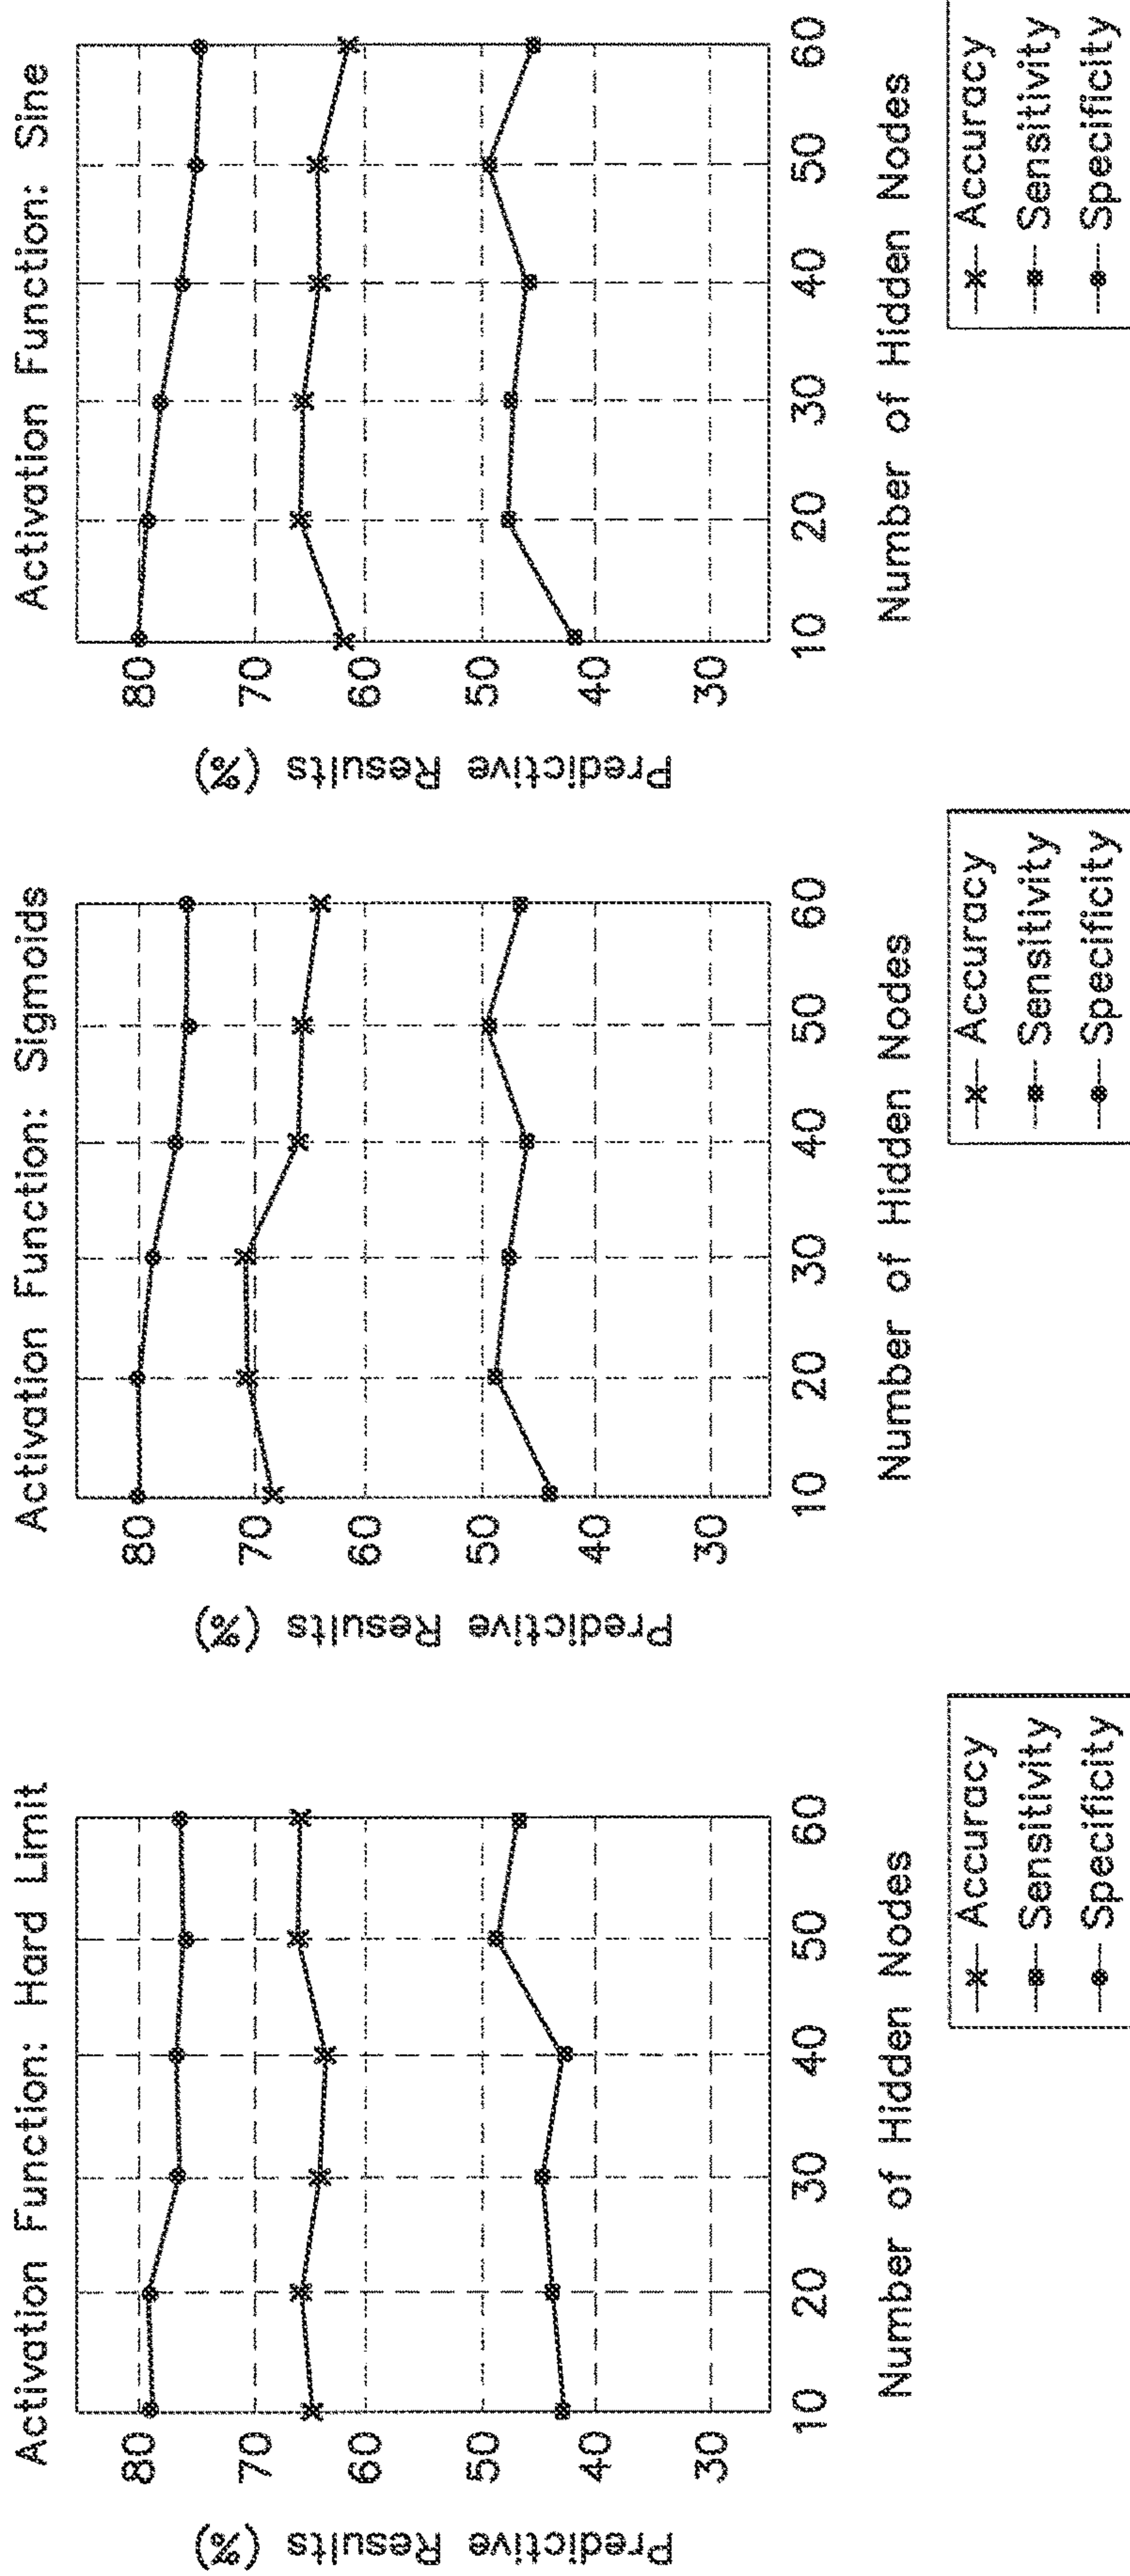 Activation Function: Hard Limit
Predictive Results (%)
80
70
60
50
40
30
10 20 30 40 50 60
Number of Hidden Nodes
Accuracy
Sensitivity
Specificity
Activation Function: Sigmoids
Predictive Results (%)
80
70
60
50
40
30
10 20 30 40 50 60
Number of Hidden Nodes
Accuracy
Sensitivity
Specificity
Activation Function: Sine
Predictive Results (%)
80
70
60
50
40
30
10 20 30 40 50 60
Number of Hidden Nodes
Accuracy
Sensitivity
Specificity